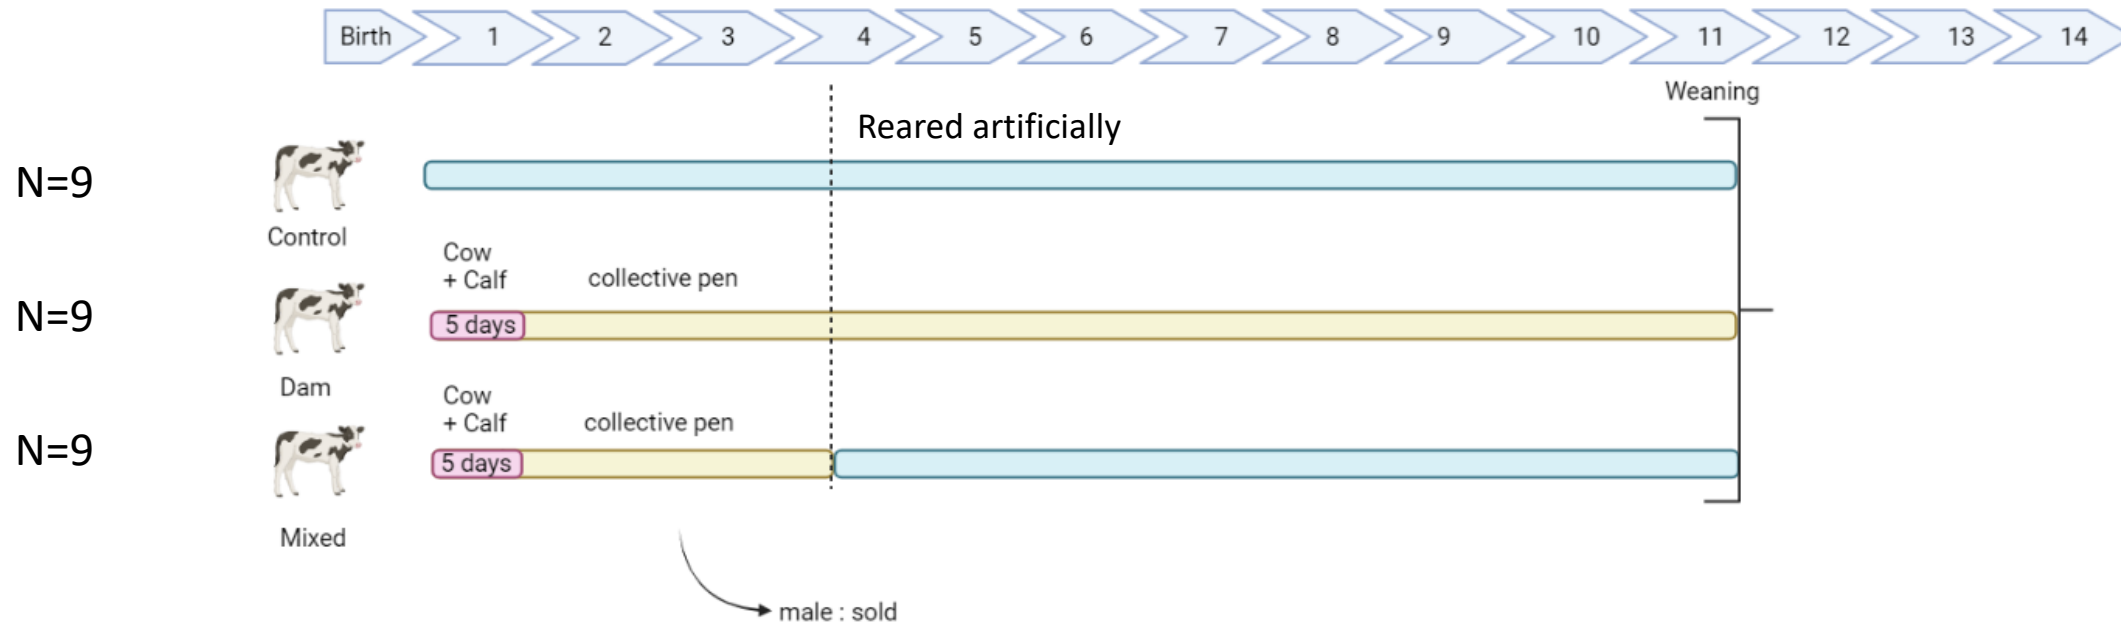 Birth 1 2 3 4 5 6 7 8 9 10 11 12 13 14
Weaning
Reared artificially
N=9
Control
Cow
+ Calf
collective pen
N=9
5 days
Dam
Cow
+ Calf
collective pen
N=9
5 days
Mixed
male : sold